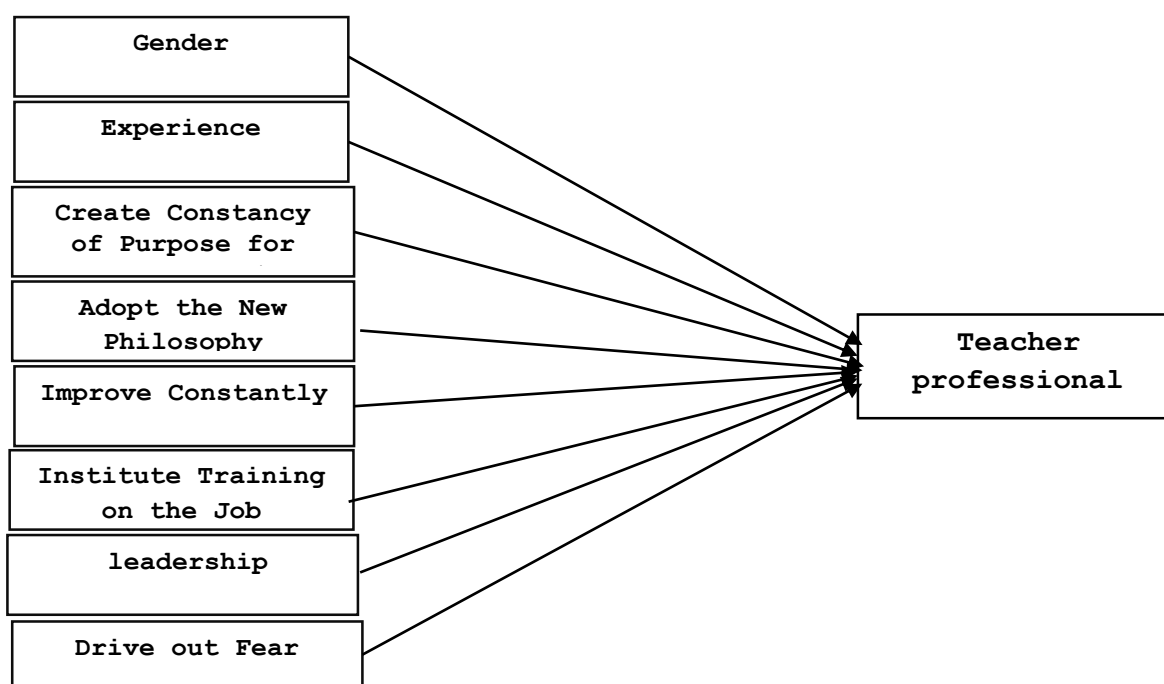 Gender
Experience
Create Constancy
of Purpose for
Adopt the New
Philosophy
Improve Constantly
Institute Training
on the Job
leadership
Drive out Fear
Teacher
professional